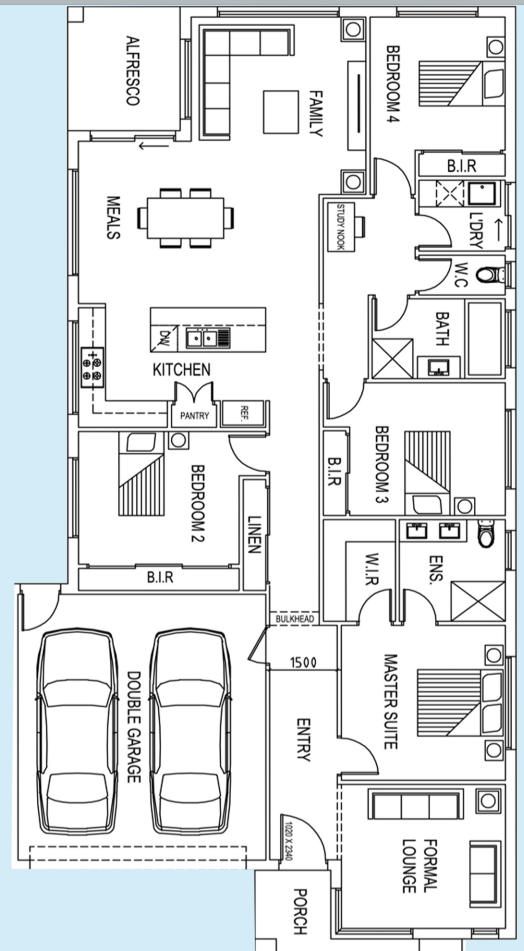 ALFRESCO
FAMILY
BEDROOM 4
B.I.R
L'DRY
MEALS
STUDY NOOK
W.C
BATH
DW
KITCHEN
PANTRY
REF.
BEDROOM 3
B.I.R
BEDROOM 2
LINEN
B.I.R
W.I.R
ENS.
BULKHEAD
1500
MASTER SUITE
DOUBLE GARAGE
ENTRY
1020 X 2340
FORMAL
LOUNGE
PORCH